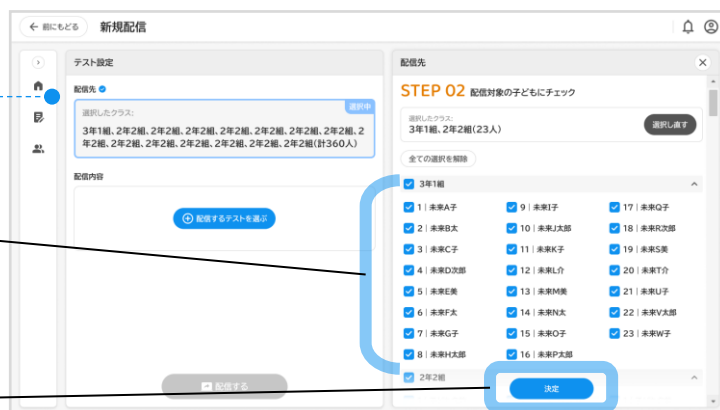 ← 前にもどる 新規配信
テスト設定
配信先
選択中
選択したクラス:
3年1組、2年2組、2年2組、2年2組、2年2組、2年2組、2年2組、2年2組、2
年2組、2年2組、2年2組、2年2組、2年2組、2年2組、2年2組(計360人)
配信内容
配信するテストを選ぶ
配信する
配信先
STEP 02 配信対象の子どもにチェック
選択したクラス:
3年1組、2年2組(23人)
選択し直す
全ての選択を解除
3年1組
1｜未来A子 9｜未来I子 17｜未来Q子
2｜未来B太 10｜未来J太郎 18｜未来R次郎
3｜未来C子 11｜未来K子 19｜未来S美
4｜未来D次郎 12｜未来L介 20｜未来T介
5｜未来E美 13｜未来M美 21｜未来U子
6｜未来F太 14｜未来N太 22｜未来V太郎
7｜未来G子 15｜未来O子 23｜未来W子
8｜未来H太郎 16｜未来P太郎
2年2組
決定